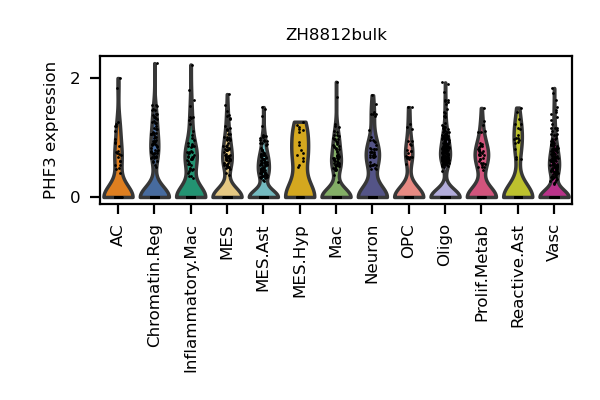 ZH8812bulk
PHF3 expression
2
0
AC
Chromatin.Reg
Inflammatory.Mac
MES
MES.Ast
MES.Hyp
Mac
Neuron
OPC
Oligo
Prolif.Metab
Reactive.Ast
Vasc